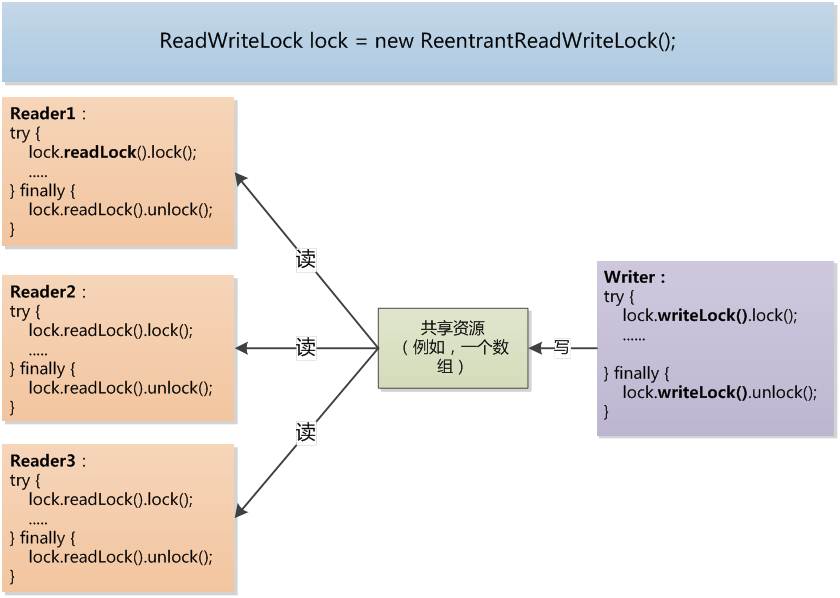 ReadWriteLock lock = new ReentrantReadWriteLock();
Reader1：
try {
lock.readLock().lock();
.....
} finally {
lock.readLock().unlock();
}
读
Reader2：
try {
lock.readLock().lock();
.....
} finally {
lock.readLock().unlock();
}
读
共享资源
（例如，一个数
组）
写
Writer：
try {
lock.writeLock().lock();
......
} finally {
lock.writeLock().unlock();
}
读
Reader3：
try {
lock.readLock().lock();
.....
} finally {
lock.readLock().unlock();
}